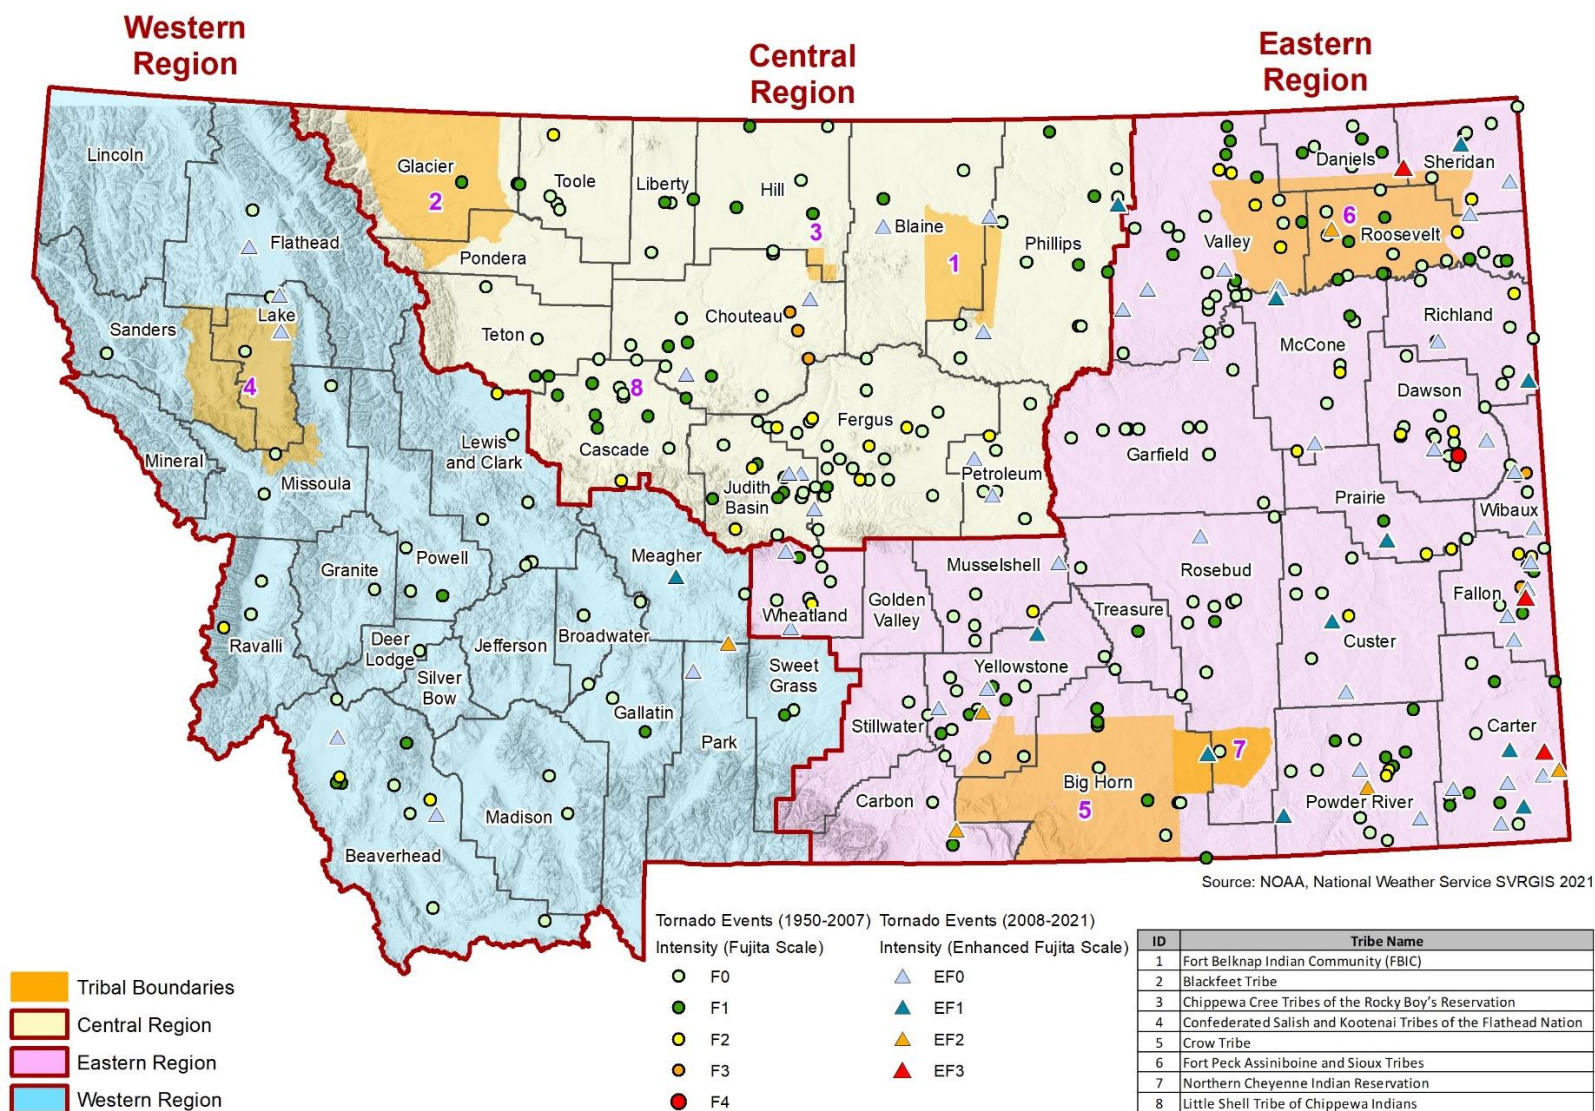 Western
Region
Central
Region
Eastern
Region
Lincoln
Glacier
2
Toole
Liberty
Hill
3
Blaine
1
Phillips
Valley
Daniels
Sheridan
6
Roosevelt
Flathead
Pondera
Lake
Sanders
Teton
Chouteau
4
8
Richland
McCone
Dawson
Mineral
Missoula
Lewis
and Clark
Cascade
Fergus
Judith
Basin
Petroleum
Garfield
Prairie
Wibaux
Granite
Powell
Meagher
Musselshell
Rosebud
Fallon
Ravalli
Deer
Lodge
Silver
Bow
Jefferson
Broadwater
Wheatland
Golden
Valley
Treasure
Custer
Sweet
Grass
Yellowstone
Gallatin
Park
Stillwater
7
Carter
Carbon
Big Horn
5
Powder River
Madison
Beaverhead
Source: NOAA, National Weather Service SVRGIS 2021
Tornado Events (1950-2007)
Intensity (Fujita Scale)
F0
F1
F2
F3
F4
Tornado Events (2008-2021)
Intensity (Enhanced Fujita Scale)
EF0
EF1
EF2
EF3
Tribal Boundaries
Central Region
Eastern Region
Western Region
ID Tribe Name
1 Fort Belknap Indian Community (FBIC)
2 Blackfeet Tribe
3 Chippewa Cree Tribes of the Rocky Boy's Reservation
4 Confederated Salish and Kootenai Tribes of the Flathead Nation
5 Crow Tribe
6 Fort Peck Assiniboine and Sioux Tribes
7 Northern Cheyenne Indian Reservation
8 Little Shell Tribe of Chippewa Indians